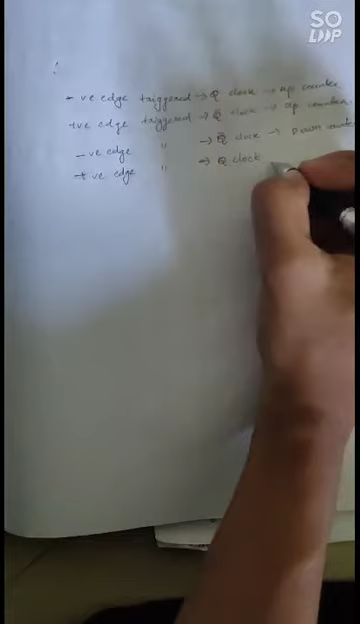 SO
LOOP
-ve edge triggered → Q clock → up counter
+ve edge triggered → Q̅ clock → up counter
-ve edge " → Q̅ clock → Down counter
+ve edge " → Q clock